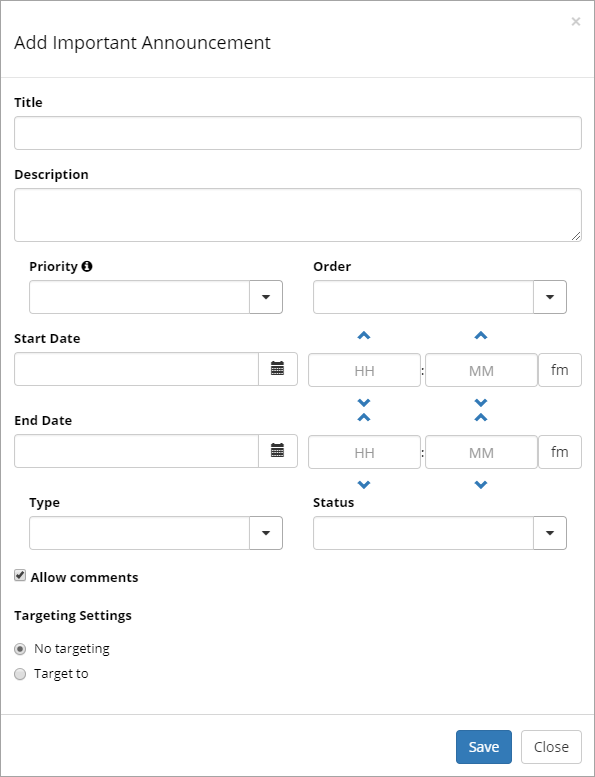 ×
Add Important Announcement
Title
Description
Priority Order
Start Date
HH : MM fm
End Date
HH : MM fm
Type Status
Allow comments
Targeting Settings
No targeting
Target to
Save Close